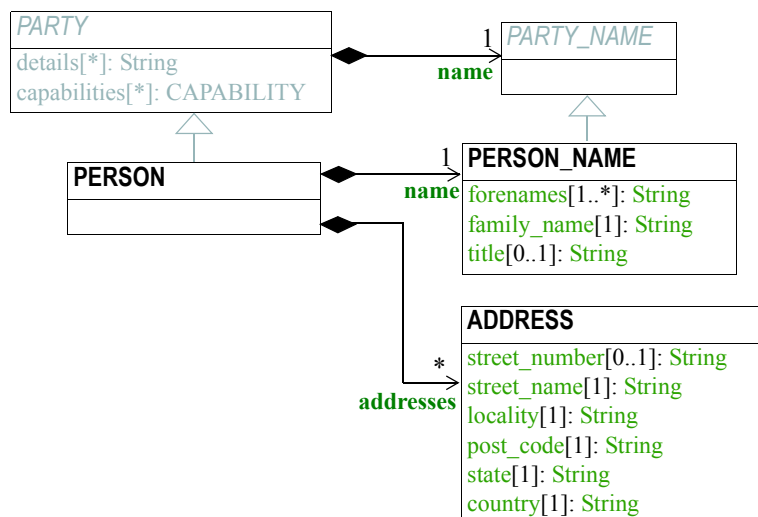 PARTY
details[*]: String
capabilities[*]: CAPABILITY
1
name
PARTY_NAME
PERSON
1
name
PERSON_NAME
forenames[1..*]: String
family_name[1]: String
title[0..1]: String
*
addresses
ADDRESS
street_number[0..1]: String
street_name[1]: String
locality[1]: String
post_code[1]: String
state[1]: String
country[1]: String